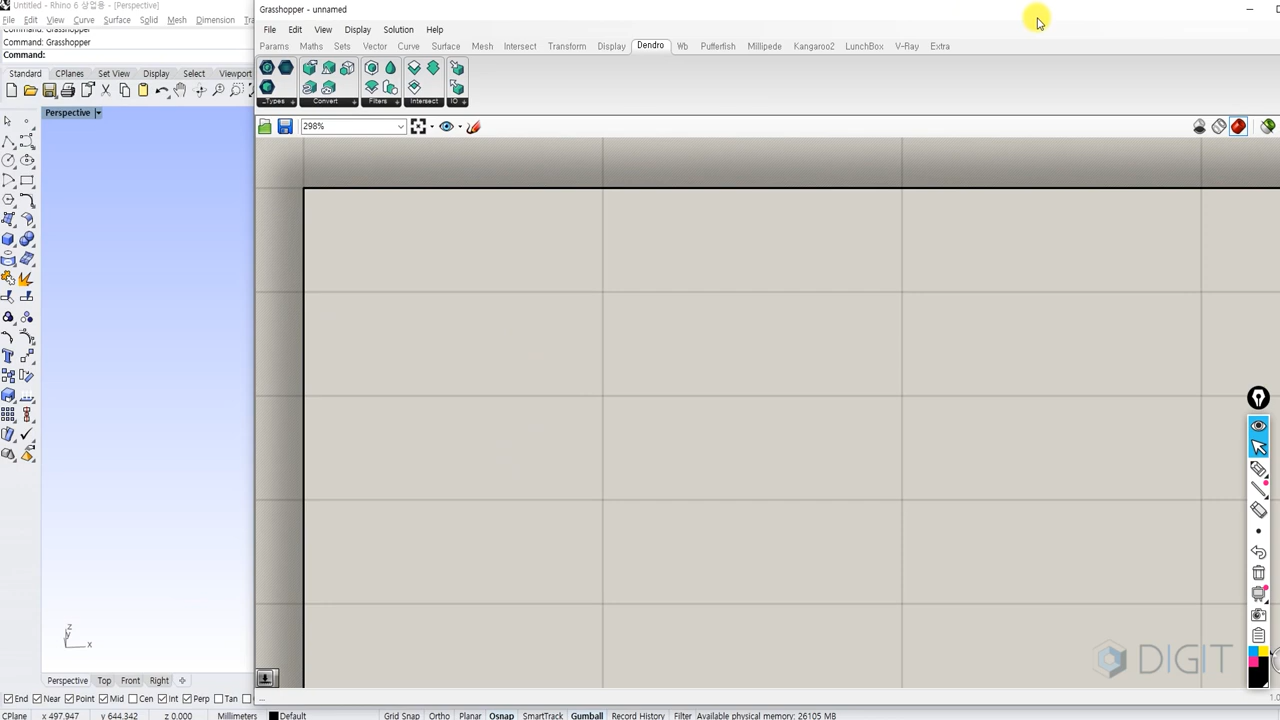 Untitled - Rhino 6 상업용 - [Perspective]
File Edit View Curve Surface Solid Mesh Dimension
Command: Grasshopper
Command: Grasshopper
Command:
Standard CPlanes Set View Display Select Viewport
Perspective
z
y
x
Perspective Top Front Right
End Near Point Mid Cen Int Perp Tan
CPlane x 497.947 y 644.342 z 0.000 Millimeters Default Grid Snap Ortho Planar Osnap SmartTrack Gumball Record History Filter Available physical memory: 26105 MB
Grasshopper - unnamed
File Edit View Display Solution Help
Params Maths Sets Vector Curve Surface Mesh Intersect Transform Display Dendro Wb Pufferfish Millipede Kangaroo2 LunchBox V-Ray Extra
Types Convert Filters Intersect IO
298%
...
DIGIT